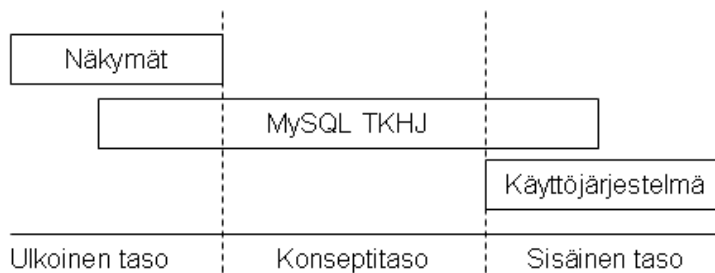 Näkymät
MySQL TKHJ
Käyttöjärjestelmä
Ulkoinen taso
Konseptitaso
Sisäinen taso